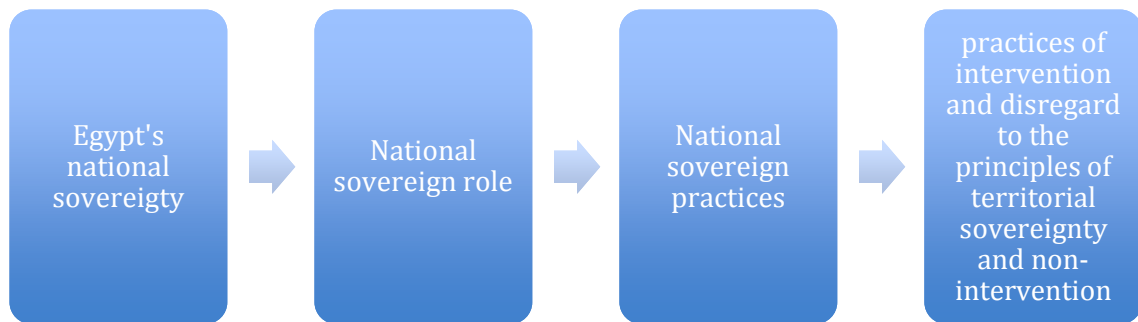 Egypt's
national
sovereigty
National
sovereign role
National
sovereign
practices
practices of
intervention
and disregard
to the
principles of
territorial
sovereignty
and non-
intervention